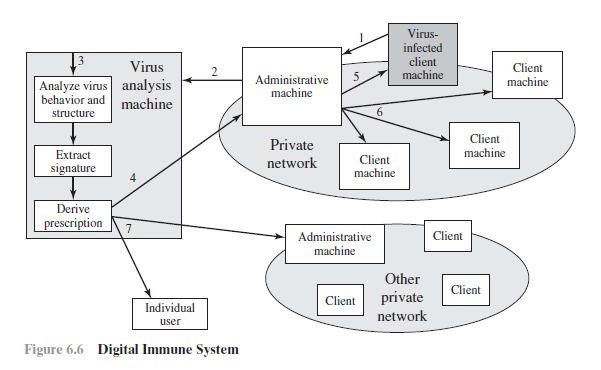 1
Virus-
infected
client
machine
2
Administrative
machine
5
Client
machine
3
Virus
analysis
machine
Analyze virus
behavior and
structure
6
Client
machine
Private
network
Client
machine
Extract
signature
4
Derive
prescription
7
Administrative
machine
Client
Other
private
network
Client
Client
Individual
user
Figure 6.6 Digital Immune System